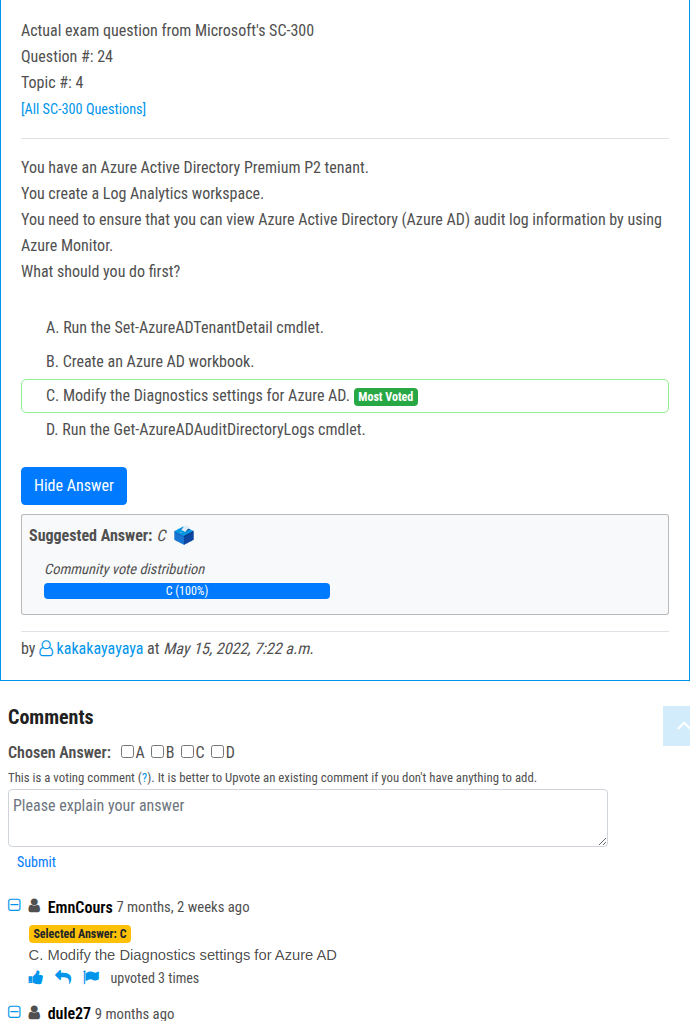 Actual exam question from Microsoft's SC-300
Question #: 24
Topic #: 4
[All SC-300 Questions]
You have an Azure Active Directory Premium P2 tenant.
You create a Log Analytics workspace.
You need to ensure that you can view Azure Active Directory (Azure AD) audit log information by using
Azure Monitor.
What should you do first?
A. Run the Set-AzureADTenantDetail cmdlet.
B. Create an Azure AD workbook.
C. Modify the Diagnostics settings for Azure AD. Most Voted
D. Run the Get-AzureADAuditDirectoryLogs cmdlet.
Hide Answer
Suggested Answer: C
Community vote distribution
C (100%)
by kakakayayaya at May 15, 2022, 7:22 a.m.
Comments
Chosen Answer: A B C D
This is a voting comment (?). It is better to Upvote an existing comment if you don't have anything to add.
Please explain your answer
Submit
EmnCours 7 months, 2 weeks ago
Selected Answer: C
C. Modify the Diagnostics settings for Azure AD
upvoted 3 times
dule27 9 months ago